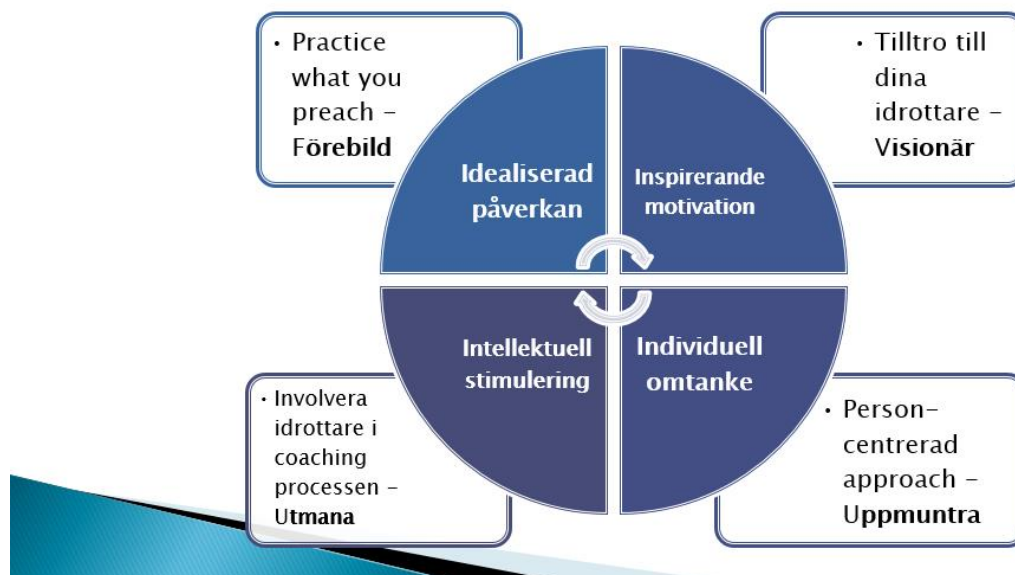 • Practice
what you
preach –
Förebild
• Tilltro till
dina
idrottare –
Visionär
Idealiserad
påverkan
Inspirerande
motivation
Intellektuell
stimulering
Individuell
omtanke
• Involvera
idrottare i
coaching
processen –
Utmana
• Person-
centrerad
approach –
Uppmuntra